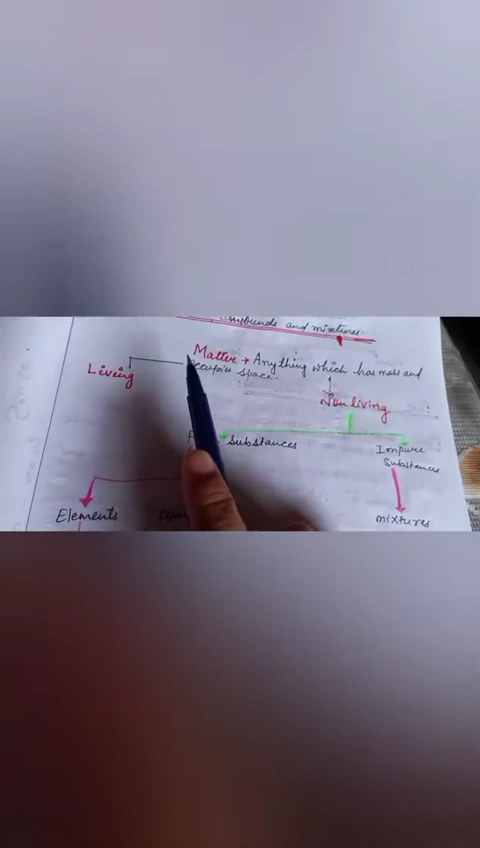 compounds and mixtures.
Matter → Anything which has mass and
occupies space.
Living
Non living
Substances
Impure
Substances
Elements
mixtures